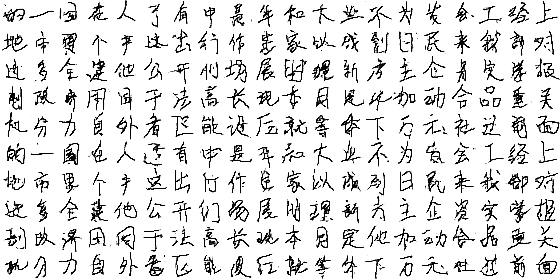 的一国在人了有中是年和大业不为发会工经上
地市要个产这出行作生家以成到日民来我部对
进多全建他公开们场展时理新方主企资实学报
制政济用同于法高长现本月定化加动合品重关
机分力自外者区能设后就等体下万元社过前面
的一国在人了有中是年和大业不为发会工经上
地市要个产这出行作生家以成到日民来我部对
进多全建他公开们场展时理新方主企资实学报
制政济用同于法高长现本月定化加动合品重关
机分力自外者区能设后就等体下万元社过前面